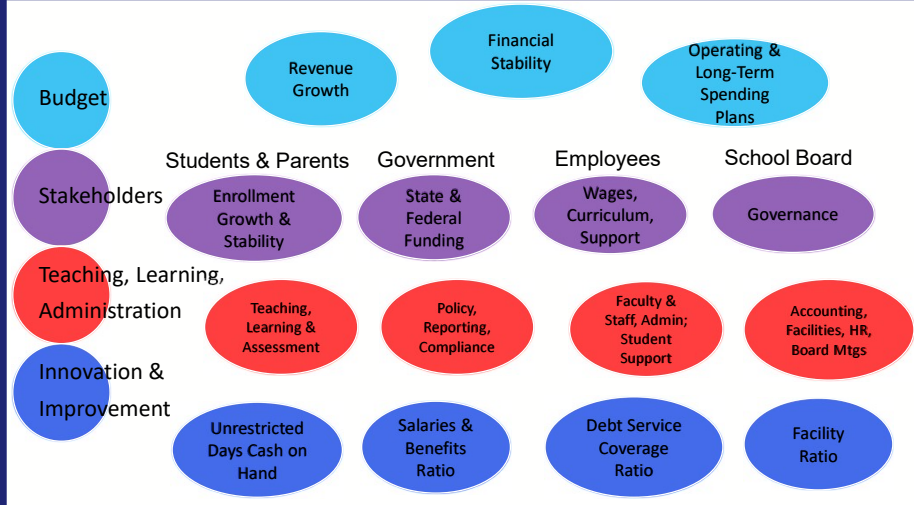 Budget
Revenue
Growth
Financial
Stability
Operating &
Long-Term
Spending
Plans
Students & Parents
Government
Employees
School Board
Stakeholders
Enrollment
Growth &
Stability
State &
Federal
Funding
Wages,
Curriculum,
Support
Governance
Teaching, Learning,
Administration
Teaching,
Learning &
Assessment
Policy,
Reporting,
Compliance
Faculty &
Staff, Admin;
Student
Support
Accounting,
Facilities, HR,
Board Mtgs
Innovation &
Improvement
Unrestricted
Days Cash on
Hand
Salaries &
Benefits
Ratio
Debt Service
Coverage
Ratio
Facility
Ratio